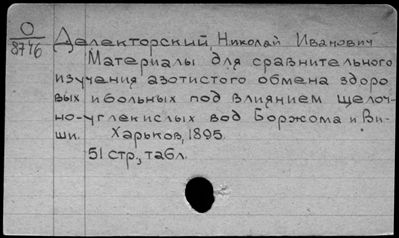 О
8746
Делекторский, Николай Иванович
Материалы для сравнительного
изучения азотистого обмена здоро
вых и больных под влиянием щелоч-
но-углекислых вод Боржома и Ви-
ши. Харьков, 1895.
51 стр., табл.